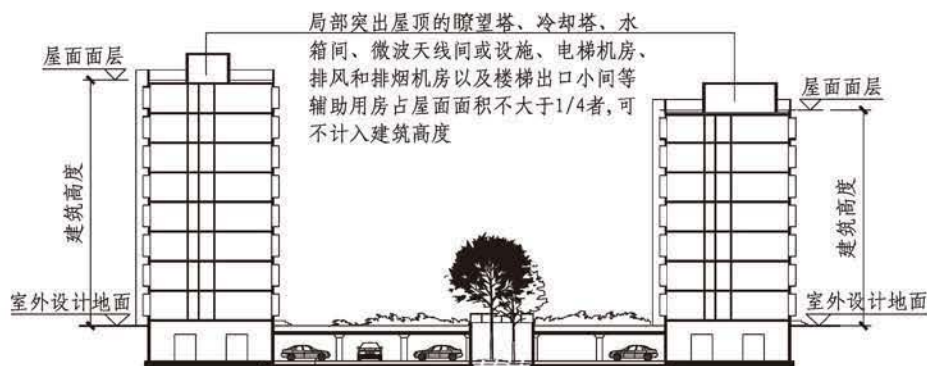 局部突出屋顶的瞭望塔、冷却塔、水
箱间、微波天线间或设施、电梯机房、
排风和排烟机房以及楼梯出口小间等
辅助用房占屋面面积不大于1/4者,可
不计入建筑高度
屋面面层
屋面面层
建筑高度
建筑高度
室外设计地面
室外设计地面